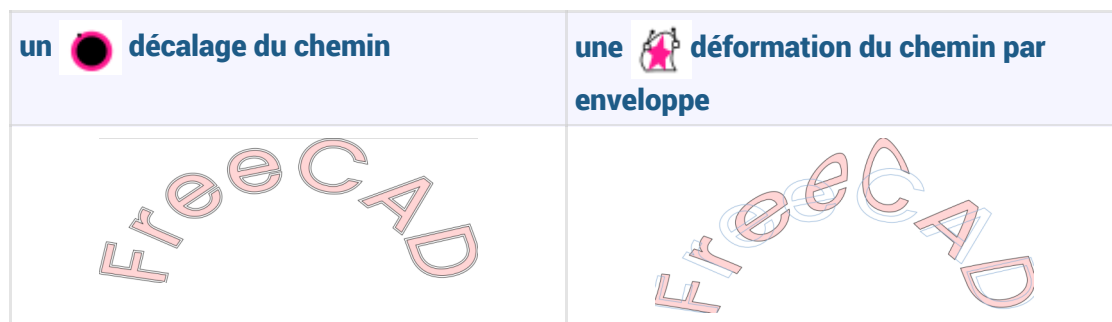 un décalage du chemin
une déformation du chemin par
enveloppe
FreeCAD
FreeCAD